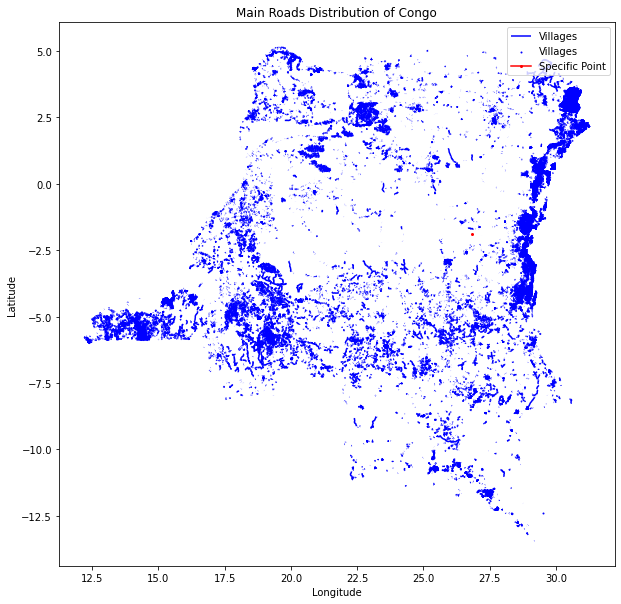 Main Roads Distribution of Congo
Villages
Villages
Specific Point
5.0
2.5
0.0
−2.5
−5.0
−7.5
−10.0
−12.5
Latitude
12.5 15.0 17.5 20.0 22.5 25.0 27.5 30.0
Longitude